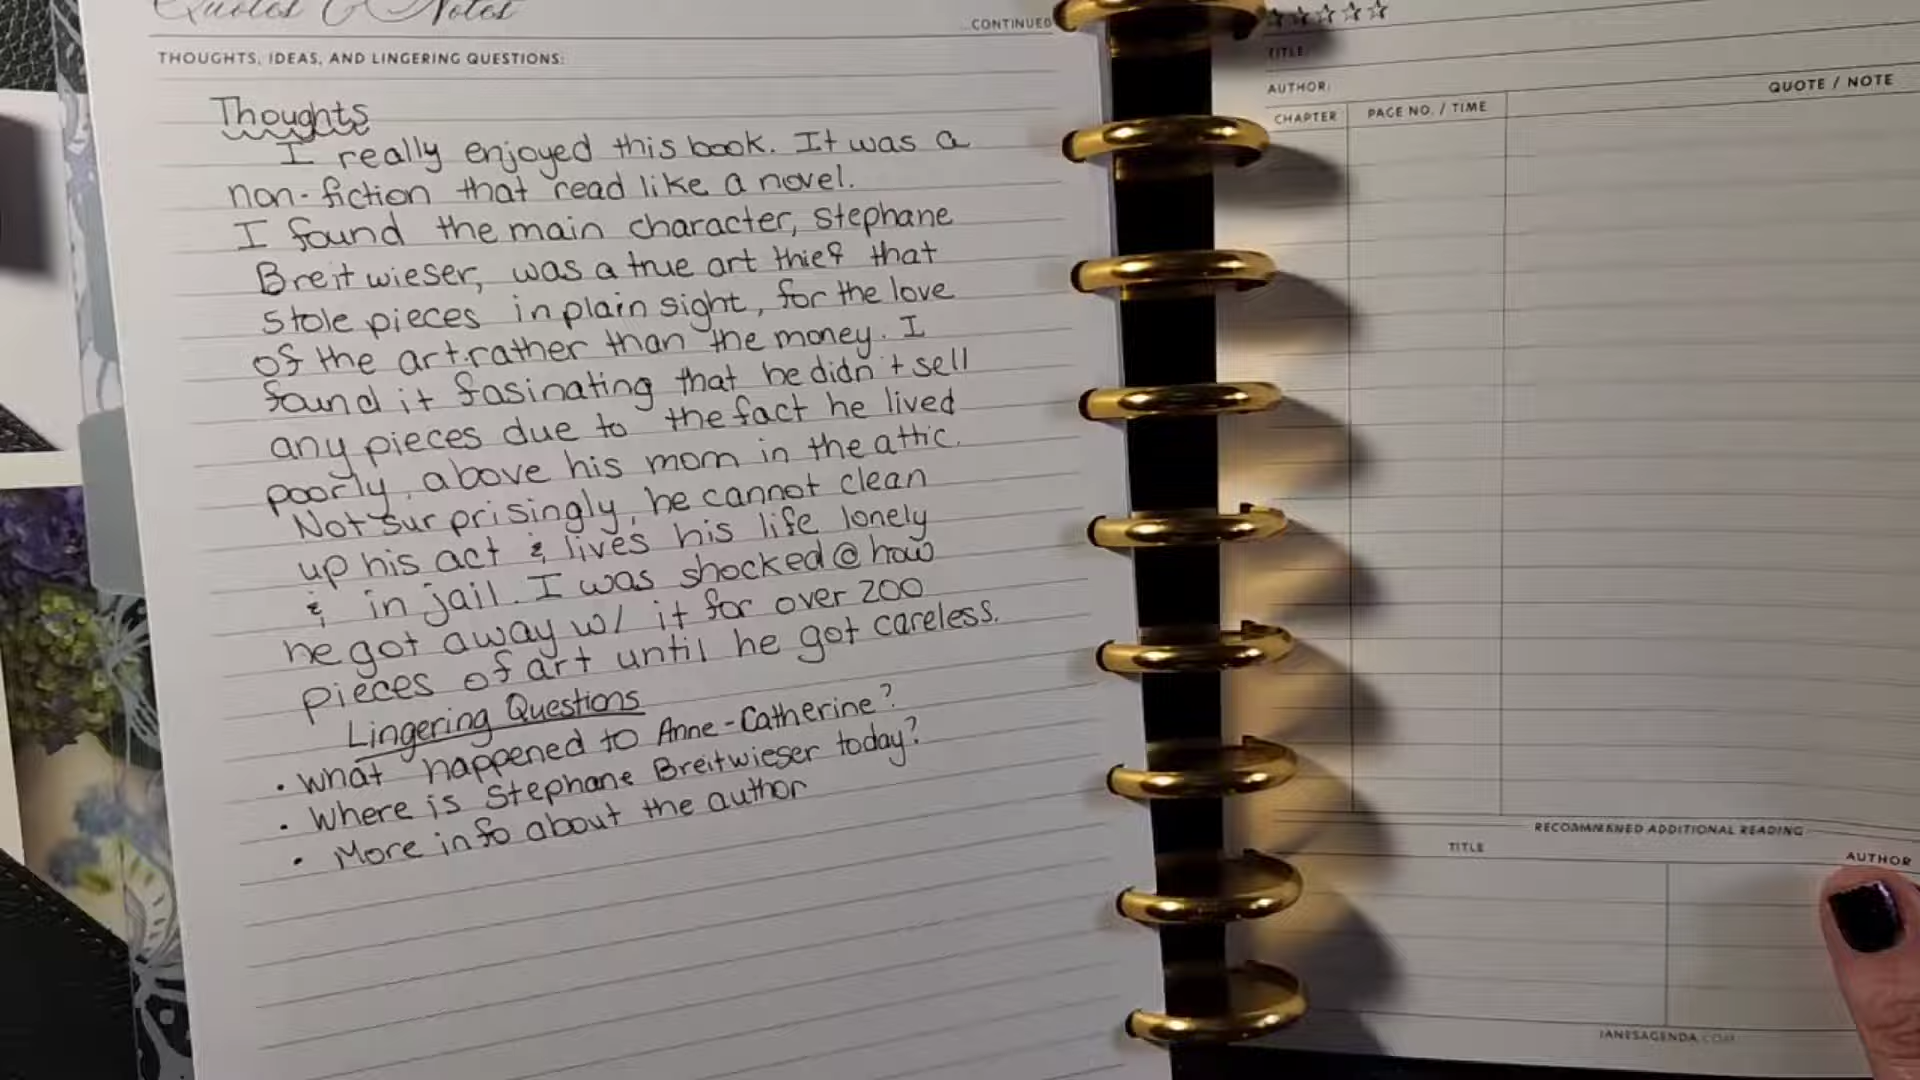 Quotes & Notes
...CONTINUED
THOUGHTS, IDEAS, AND LINGERING QUESTIONS:
Thoughts
I really enjoyed this book. It was a
non-fiction that read like a novel.
I found the main character, Stephane
Breitwieser, was a true art thief that
stole pieces in plain sight, for the love
of the art rather than the money. I
found it fasinating that he didn't sell
any pieces due to the fact he lived
poorly, above his mom in the attic.
Not surprisingly, he cannot clean
up his act & lives his life lonely
& in jail. I was shocked @ how
he got away w/ it for over 200
pieces of art until he got careless.
Lingering Questions
• What happened to Anne-Catherine?
• Where is Stephane Breitwieser today?
• More info about the author
TITLE:
AUTHOR:
QUOTE / NOTE
CHAPTER PAGE NO. / TIME
RECOMMENDED ADDITIONAL READING
TITLE AUTHOR
JANESAGENDA.COM